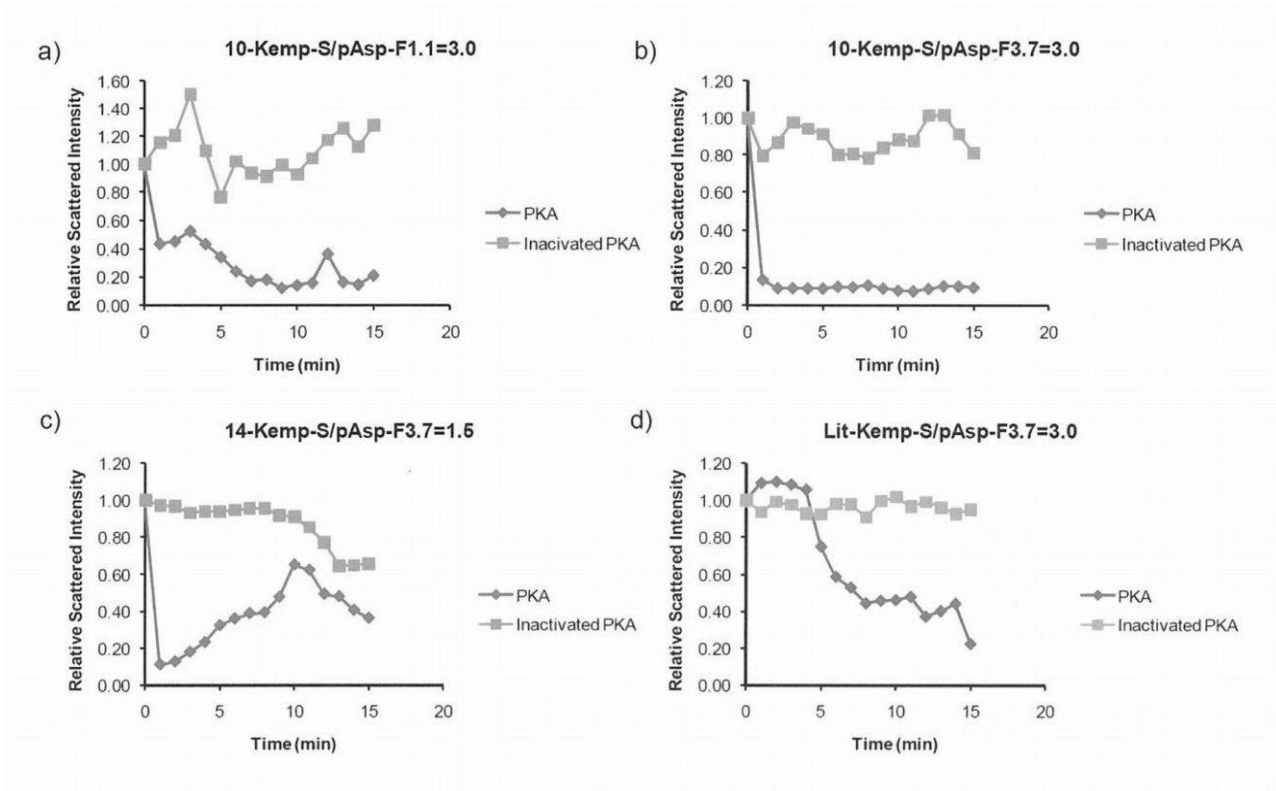 a)
10-Kemp-S/pAsp-F1.1=3.0
Relative Scattered Intensity
1.60
1.40
1.20
1.00
0.80
0.60
0.40
0.20
0.00
0 5 10 15 20
Time (min)
PKA
Inacivated PKA
b)
10-Kemp-S/pAsp-F3.7=3.0
Relative Scattered Intensity
1.20
1.00
0.80
0.60
0.40
0.20
0.00
0 5 10 15 20
Timr (min)
PKA
Inactivated PKA
c)
14-Kemp-S/pAsp-F3.7=1.5
Relative Scattered Intensity
1.20
1.00
0.80
0.60
0.40
0.20
0.00
0 5 10 15 20
Time (min)
PKA
Inactivated PKA
d)
Lit-Kemp-S/pAsp-F3.7=3.0
Relative Scattered Intensity
1.20
1.00
0.80
0.60
0.40
0.20
0.00
0 5 10 15 20
Time (min)
PKA
Inactivated PKA